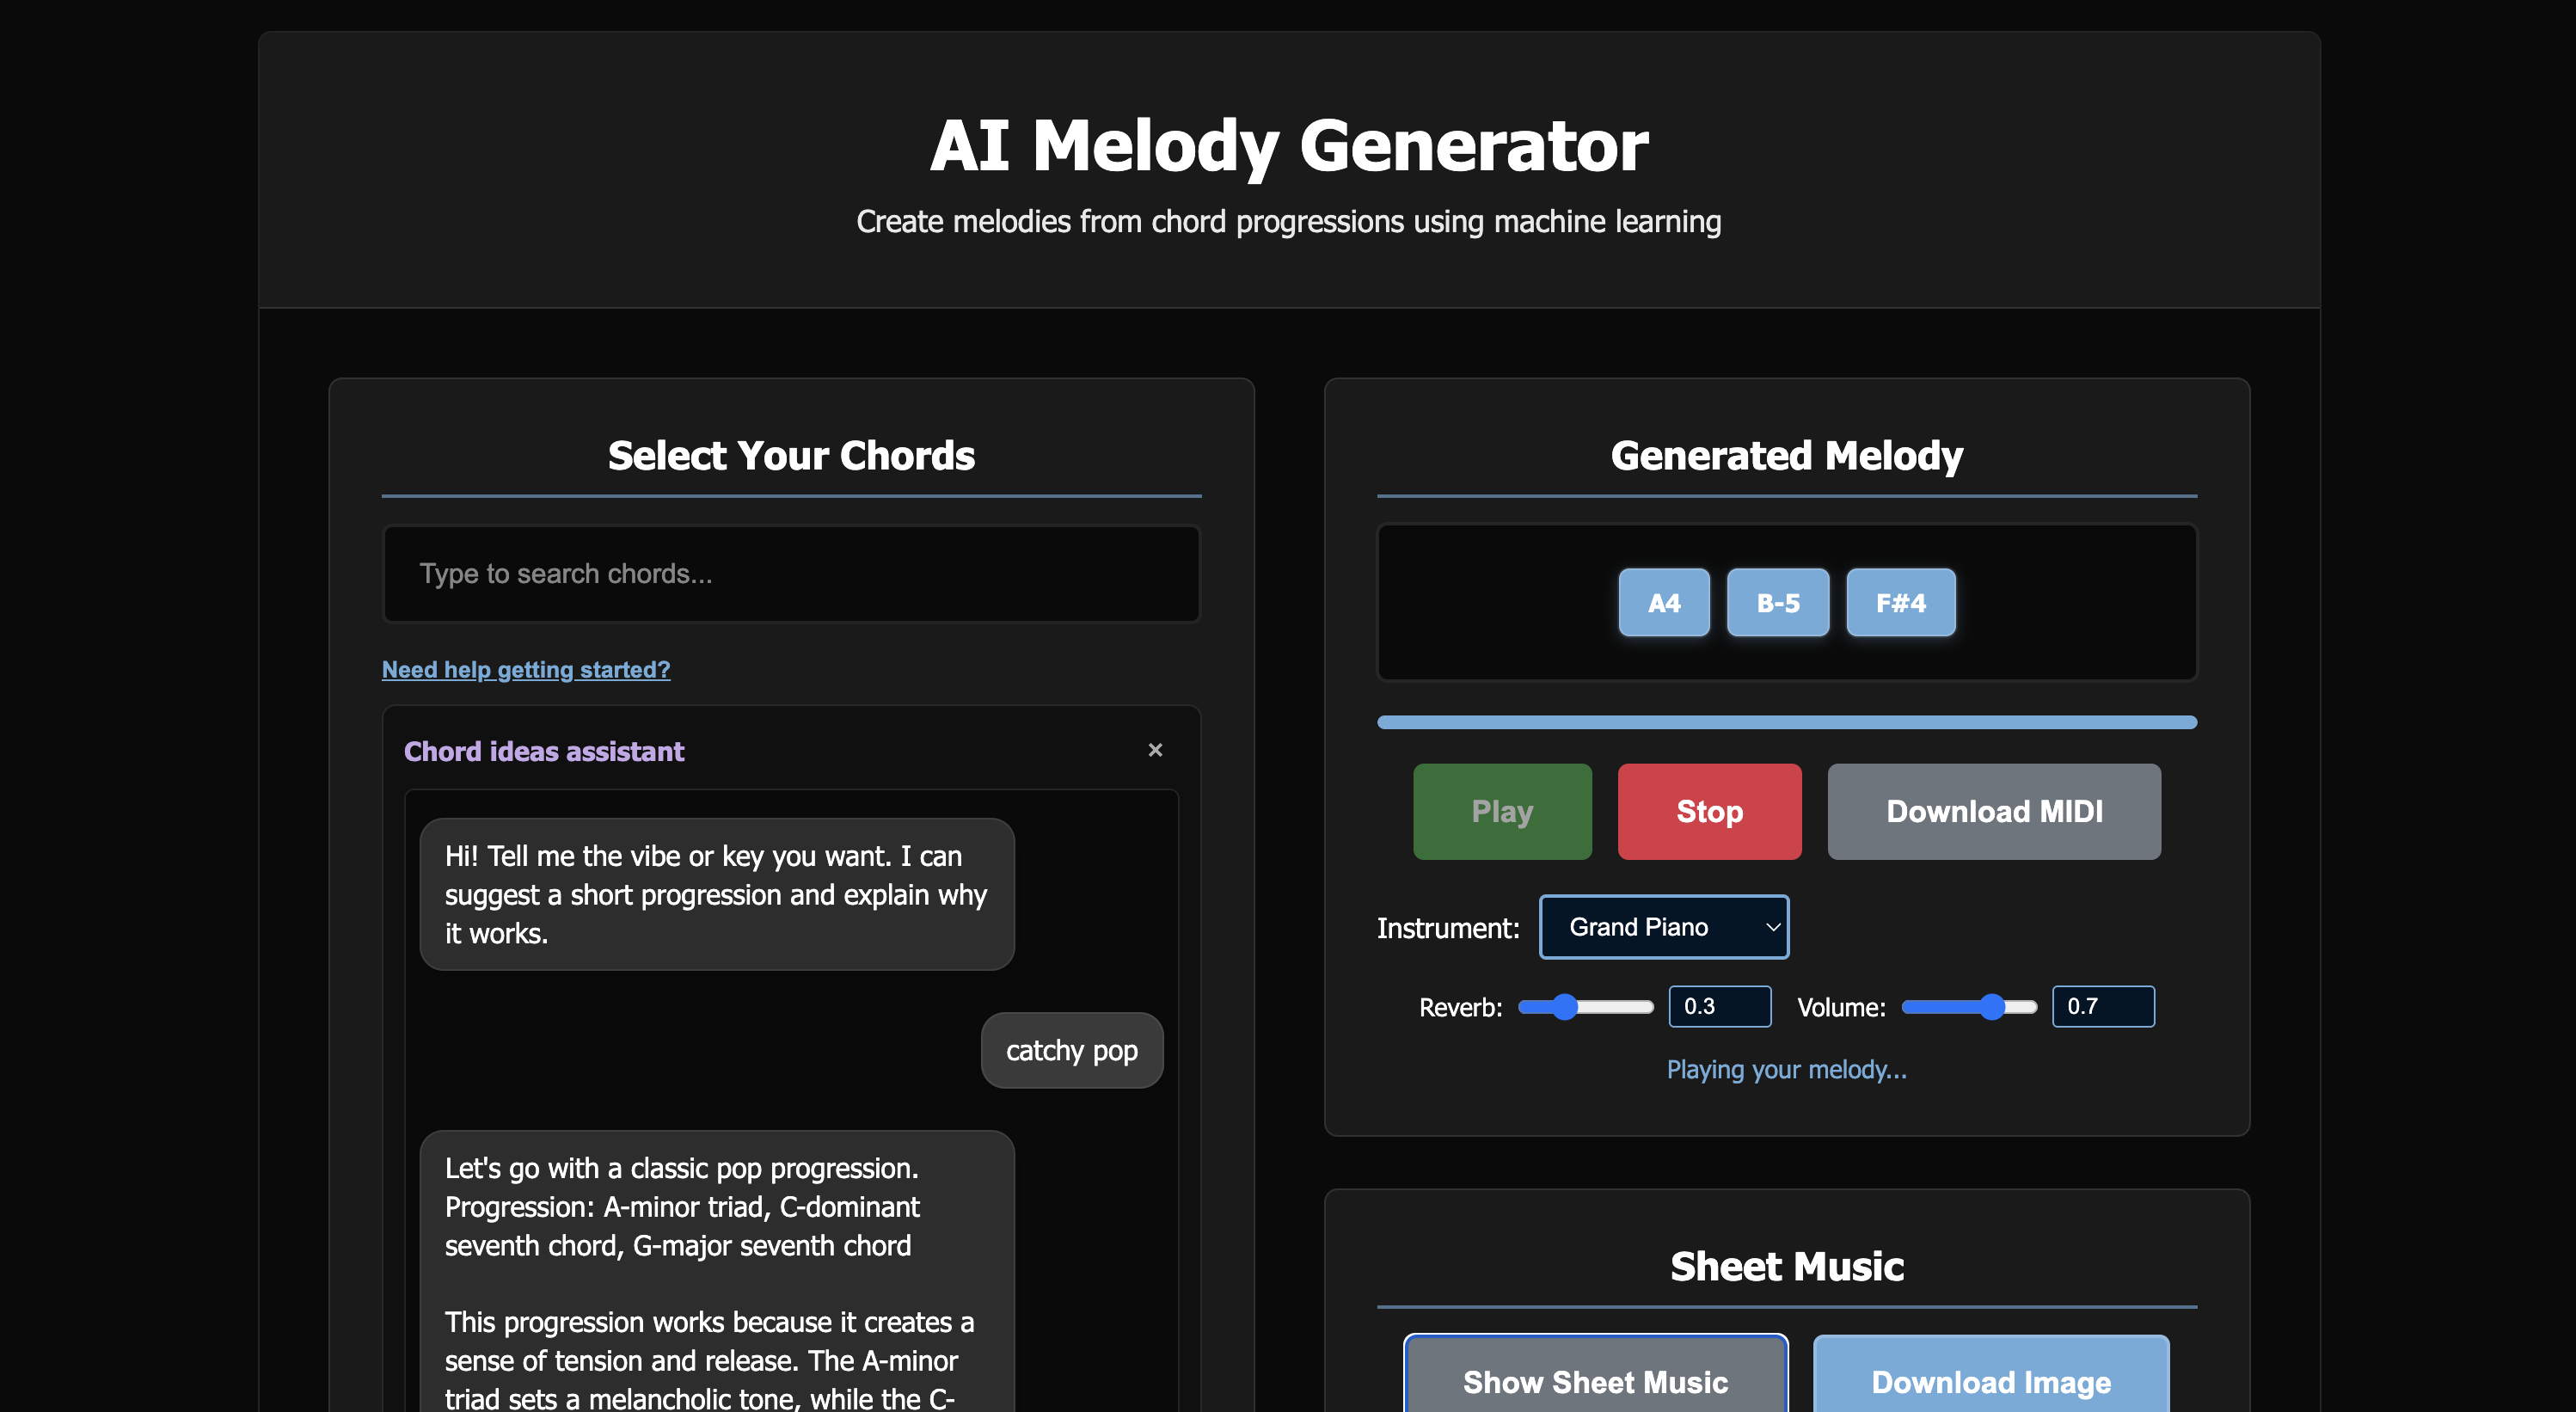 AI Melody Generator
Create melodies from chord progressions using machine learning
Select Your Chords
Type to search chords...
Need help getting started?
Chord ideas assistant
×
Hi! Tell me the vibe or key you want. I can
suggest a short progression and explain why
it works.
catchy pop
Let's go with a classic pop progression.
Progression: A-minor triad, C-dominant
seventh chord, G-major seventh chord
This progression works because it creates a
sense of tension and release. The A-minor
triad sets a melancholic tone, while the C-
Generated Melody
A4 B-5 F#4
Play Stop Download MIDI
Instrument: Grand Piano
Reverb: 0.3 Volume: 0.7
Playing your melody...
Sheet Music
Show Sheet Music Download Image